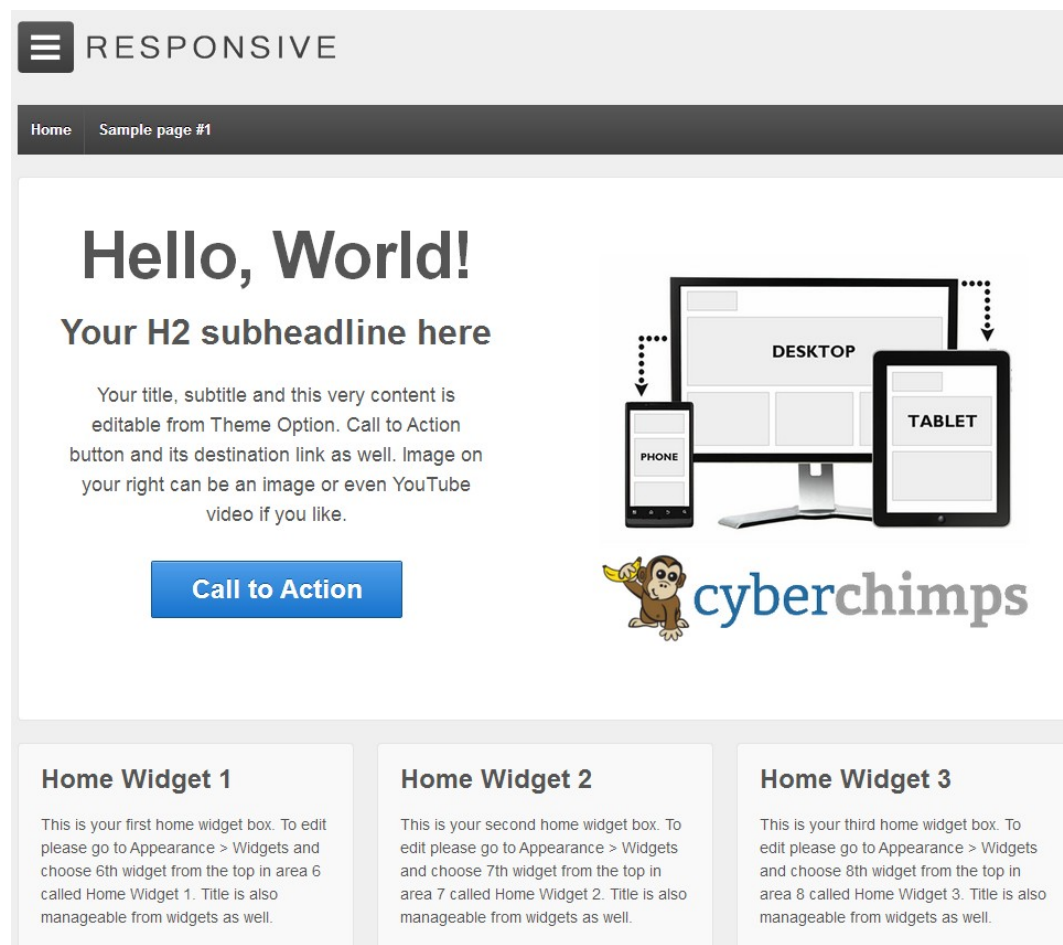 RESPONSIVE
Home Sample page #1
Hello, World!
Your H2 subheadline here
Your title, subtitle and this very content is
editable from Theme Option. Call to Action
button and its destination link as well. Image on
your right can be an image or even YouTube
video if you like.
Call to Action
DESKTOP
TABLET
PHONE
cyberchimps
Home Widget 1
This is your first home widget box. To edit
please go to Appearance > Widgets and
choose 6th widget from the top in area 6
called Home Widget 1. Title is also
manageable from widgets as well.
Home Widget 2
This is your second home widget box. To
edit please go to Appearance > Widgets
and choose 7th widget from the top in
area 7 called Home Widget 2. Title is also
manageable from widgets as well.
Home Widget 3
This is your third home widget box. To
edit please go to Appearance > Widgets
and choose 8th widget from the top in
area 8 called Home Widget 3. Title is also
manageable from widgets as well.